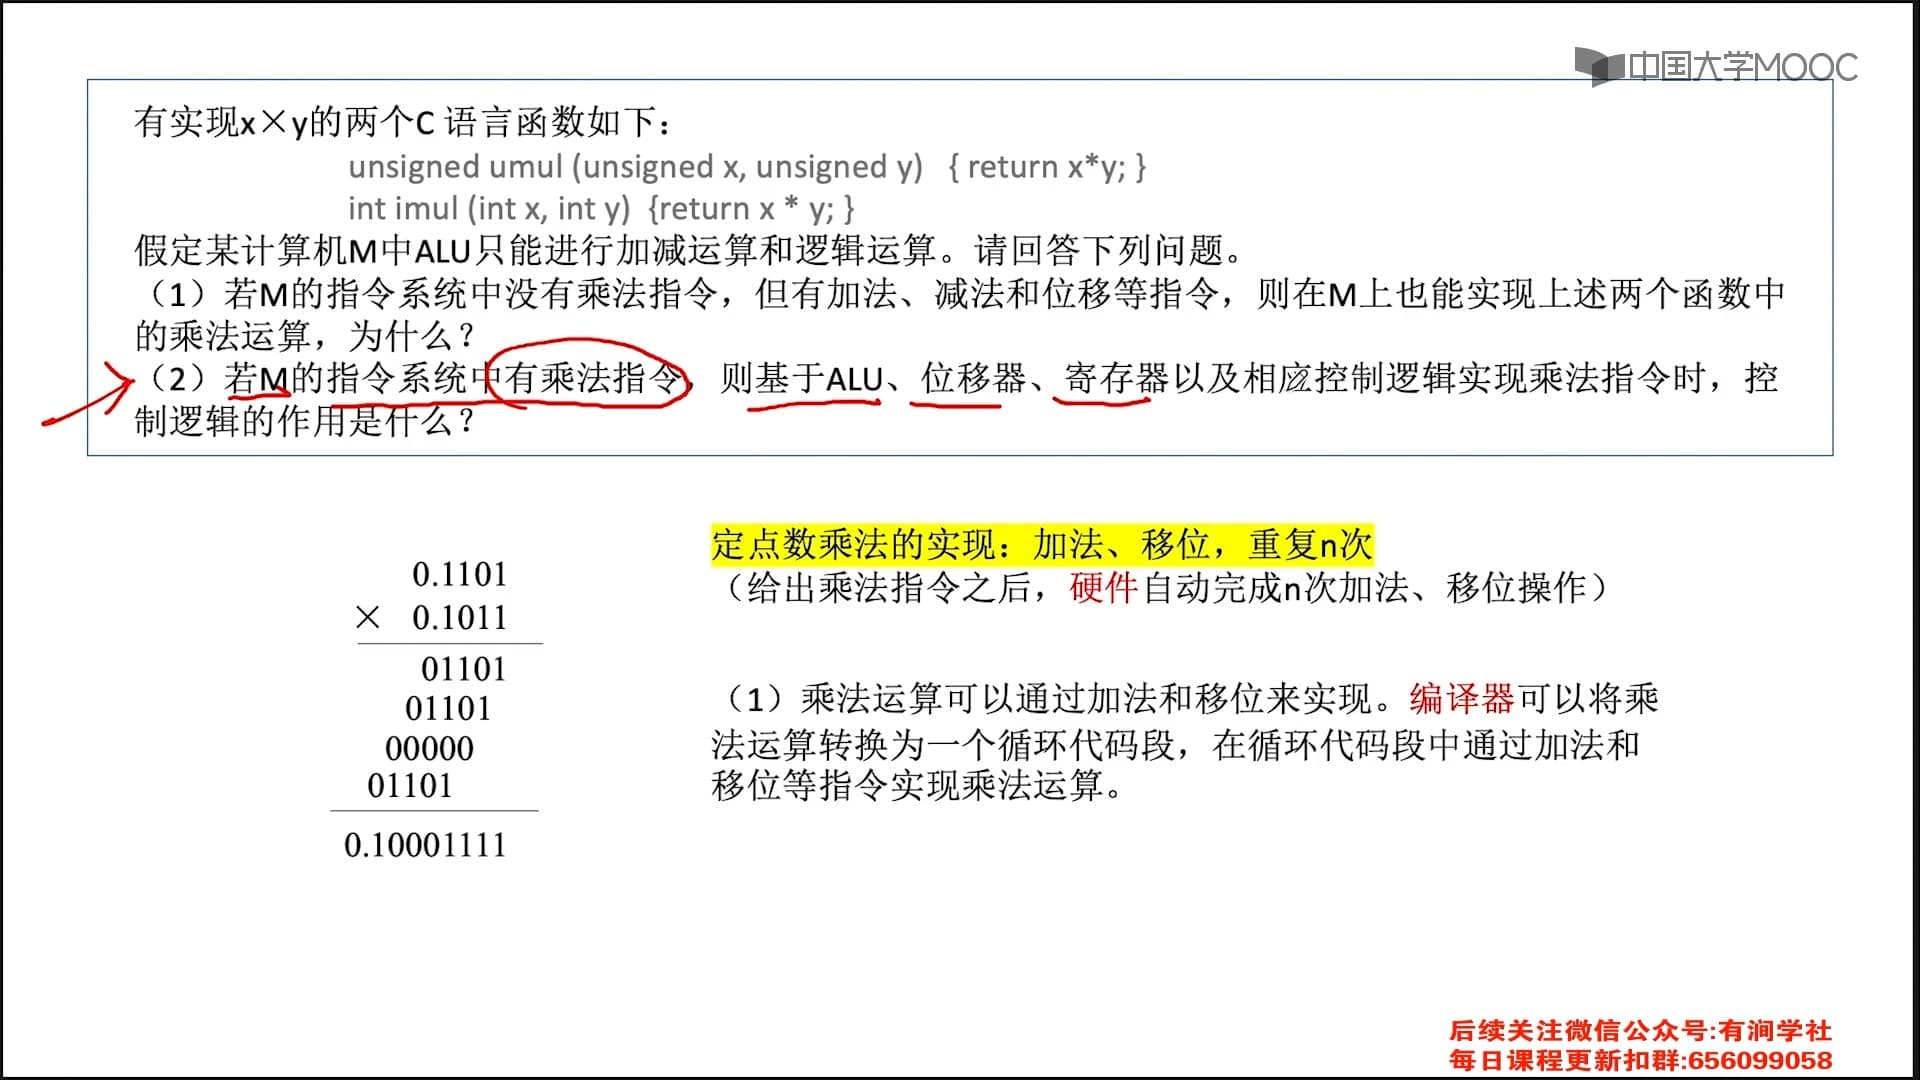 中国大学MOOC
有实现x×y的两个C 语言函数如下：
unsigned umul (unsigned x, unsigned y) { return x*y; }
int imul (int x, int y) {return x * y; }
假定某计算机M中ALU只能进行加减运算和逻辑运算。请回答下列问题。
（1）若M的指令系统中没有乘法指令，但有加法、减法和位移等指令，则在M上也能实现上述两个函数中
的乘法运算，为什么？
（2）若M的指令系统中有乘法指令，则基于ALU、位移器、寄存器以及相应控制逻辑实现乘法指令时，控
制逻辑的作用是什么？
0.1101
× 0.1011
01101
01101
00000
01101
0.10001111
定点数乘法的实现：加法、移位，重复n次
（给出乘法指令之后，硬件自动完成n次加法、移位操作）
（1）乘法运算可以通过加法和移位来实现。编译器可以将乘
法运算转换为一个循环代码段，在循环代码段中通过加法和
移位等指令实现乘法运算。
后续关注微信公众号:有涧学社
每日课程更新扣群:656099058